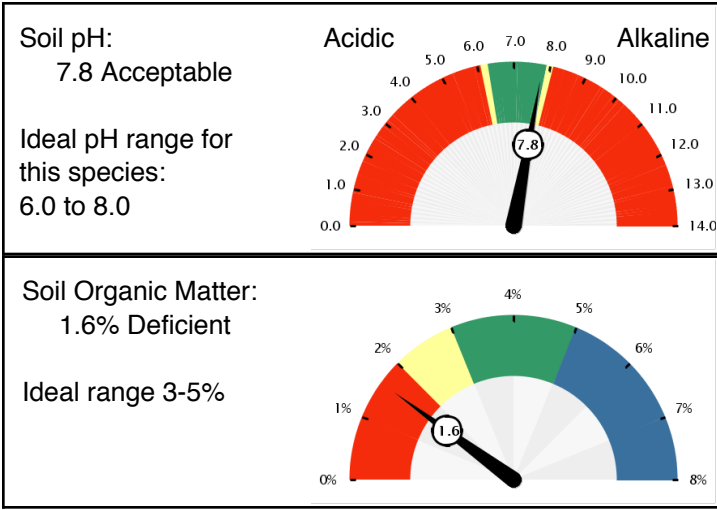 Soil pH:
7.8 Acceptable
Ideal pH range for
this species:
6.0 to 8.0
Acidic
Alkaline
0.0
1.0
2.0
3.0
4.0
5.0
6.0
7.0
8.0
9.0
10.0
11.0
12.0
13.0
14.0
7.8
Soil Organic Matter:
1.6% Deficient
Ideal range 3-5%
0%
1%
2%
3%
4%
5%
6%
7%
8%
1.6